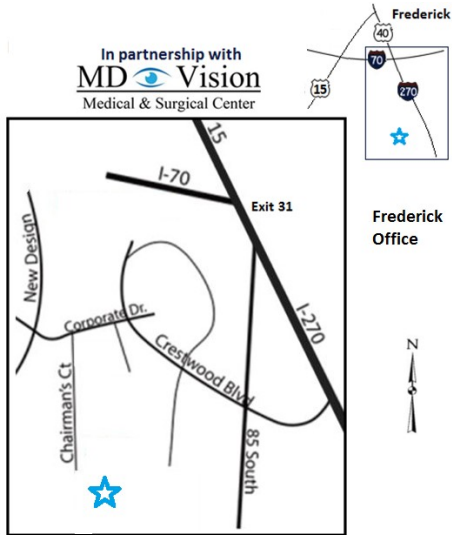 In partnership with
MD Vision
Medical & Surgical Center
Frederick
40
70
15
270
15
I-70
Exit 31
Frederick
Office
New Design
Corporate Dr.
I-270
Crestwood Blvd
Chairman's Ct
85 South
N